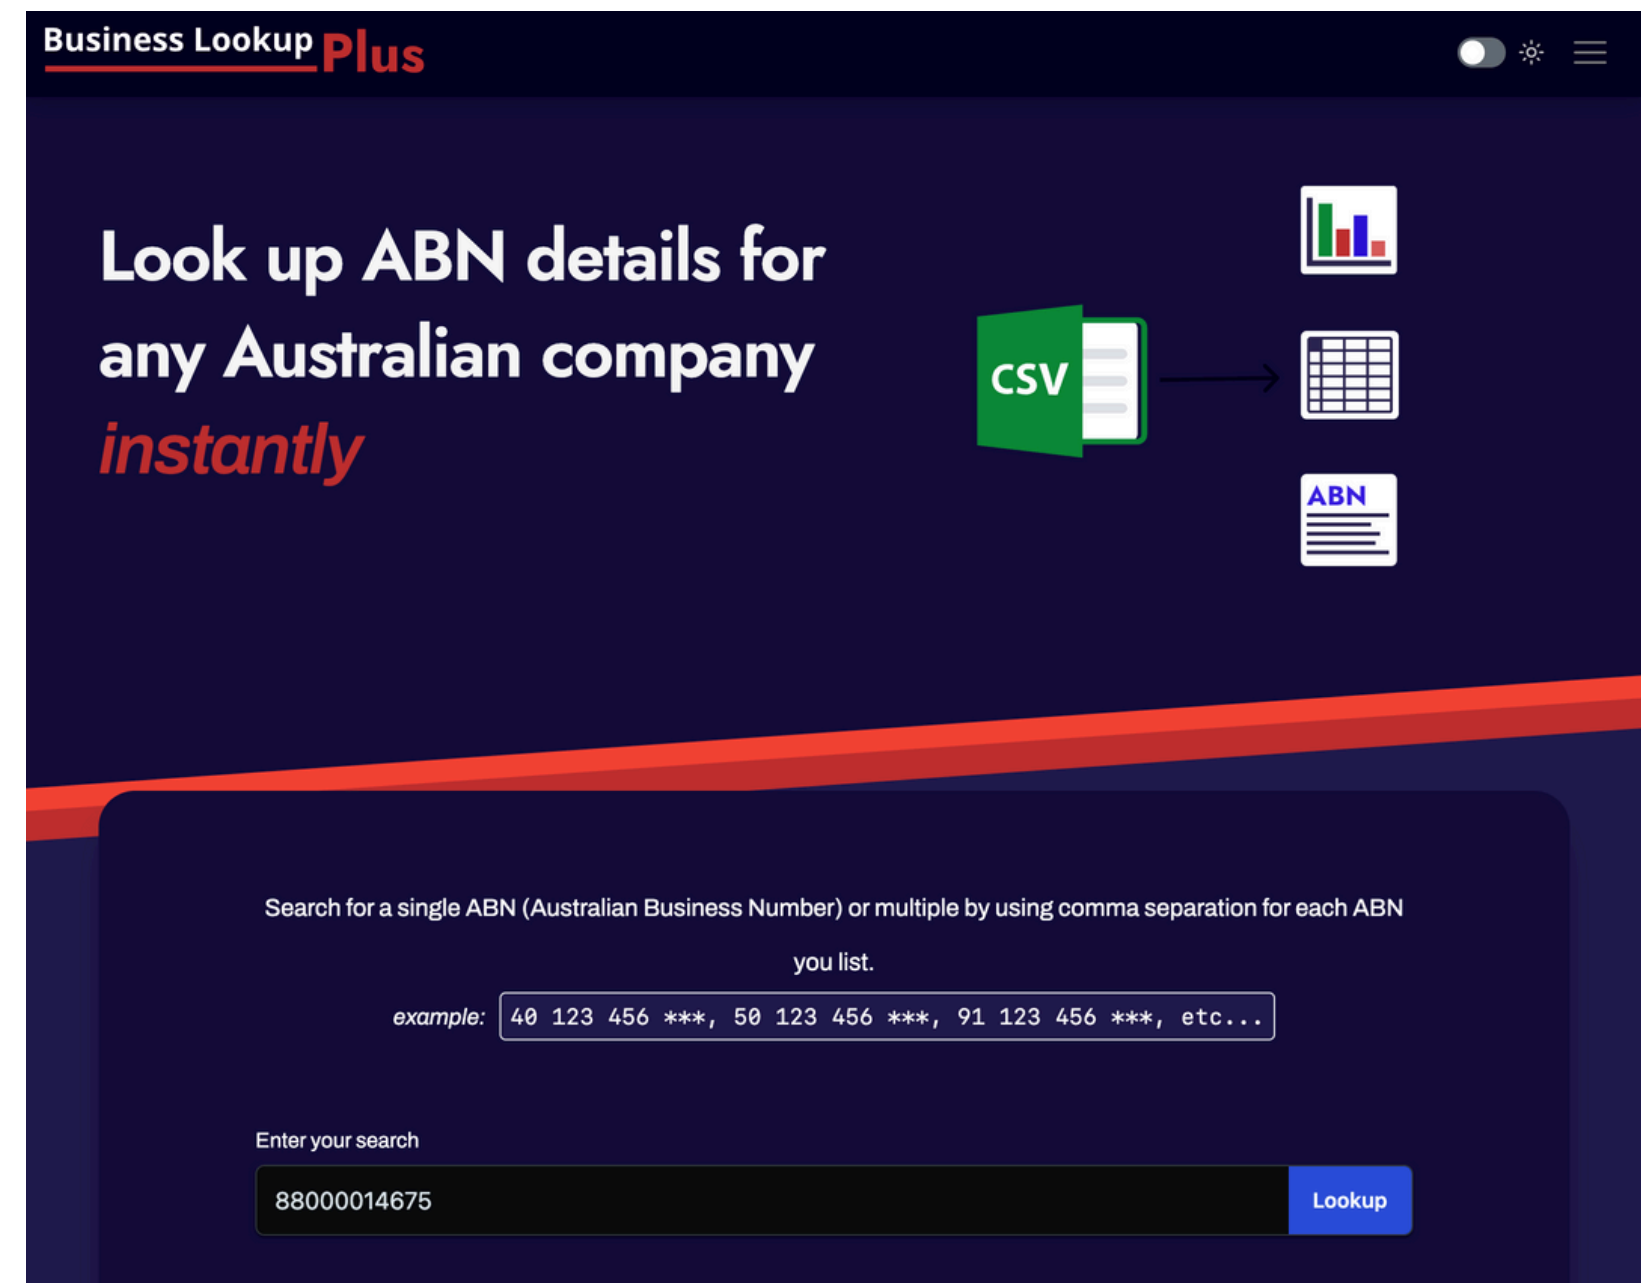 Business Lookup Plus
Look up ABN details for
any Australian company
instantly
CSV
ABN
Search for a single ABN (Australian Business Number) or multiple by using comma separation for each ABN
you list.
example: 40 123 456 ***, 50 123 456 ***, 91 123 456 ***, etc...
Enter your search
88000014675 Lookup